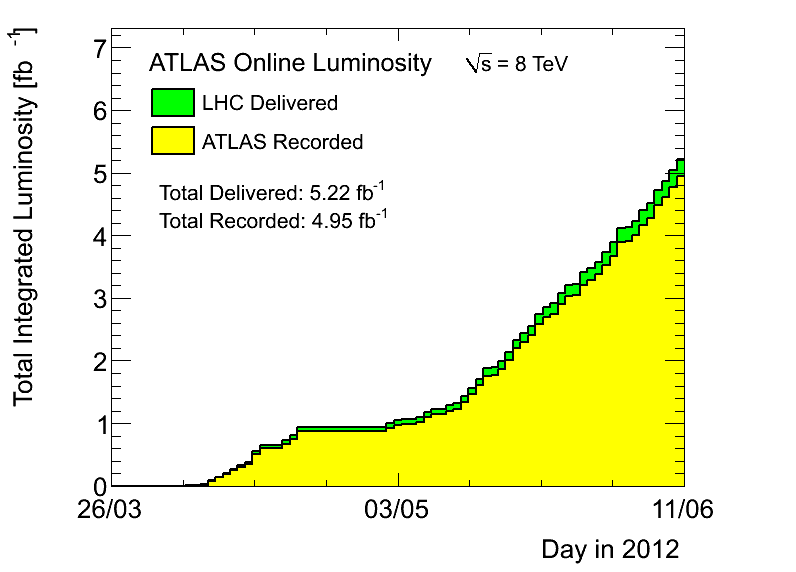 Total Integrated Luminosity [fb⁻¹]
7
6
5
4
3
2
1
0
ATLAS Online Luminosity √s = 8 TeV
LHC Delivered
ATLAS Recorded
Total Delivered: 5.22 fb⁻¹
Total Recorded: 4.95 fb⁻¹
26/03 03/05 11/06
Day in 2012